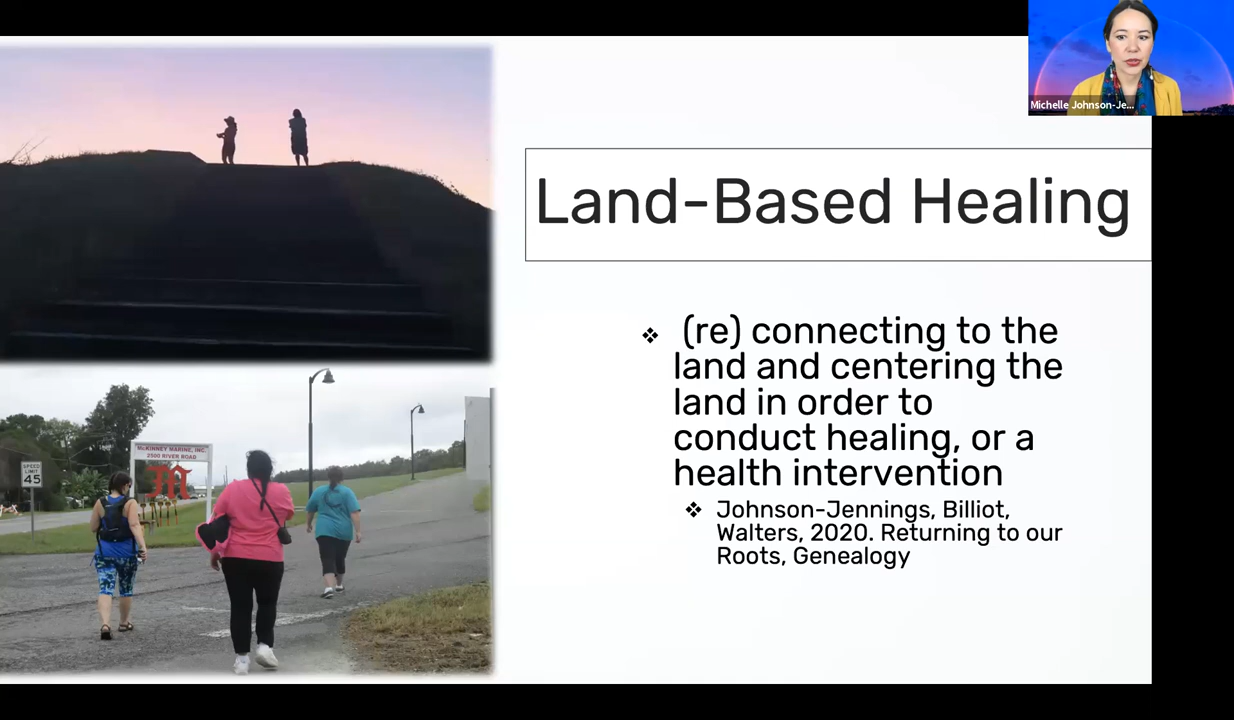 Michelle Johnson-Je...
Land-Based Healing
❖ (re) connecting to the
land and centering the
land in order to
conduct healing, or a
health intervention
❖ Johnson-Jennings, Billiot,
Walters, 2020. Returning to our
Roots, Genealogy
McKINNEY MARINE, INC.
2500 RIVER ROAD
M
SPEED
LIMIT
45